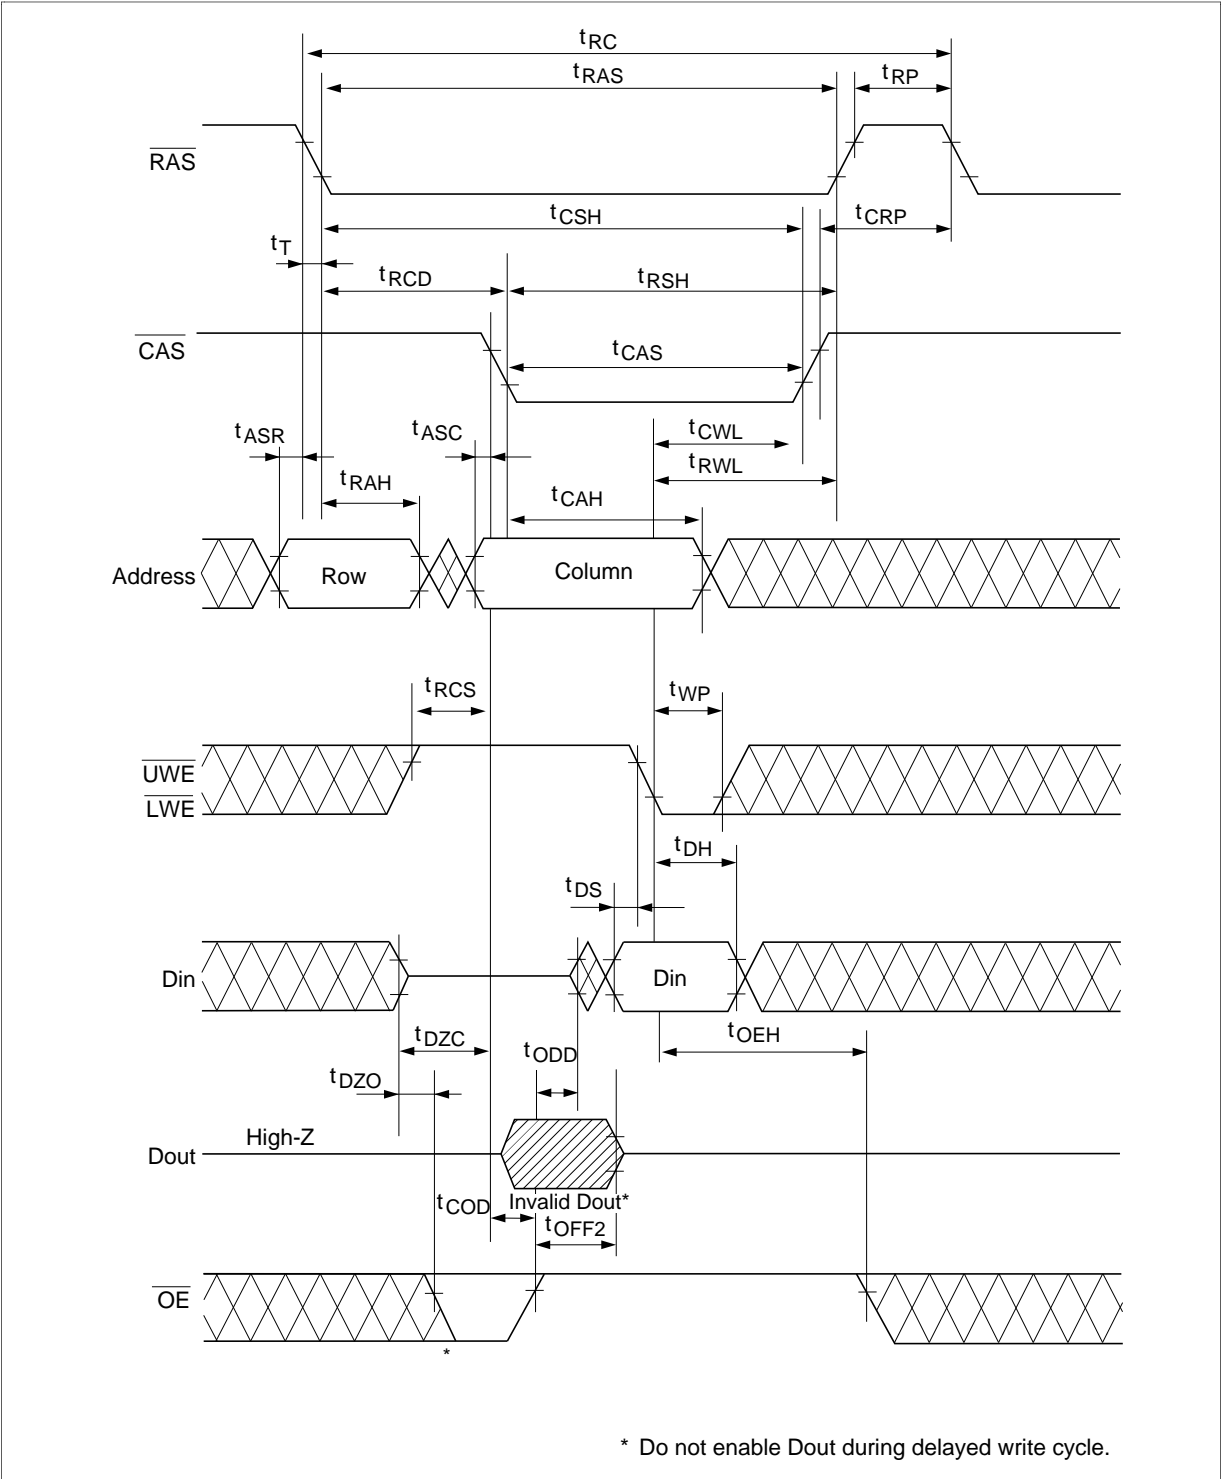 tRC
tRAS
tRP
RAS
tCSH
tCRP
tT
tRCD
tRSH
CAS
tCAS
tASR
tASC
tCWL
tRWL
tRAH
tCAH
Address
Row
Column
tRCS
tWP
UWE
LWE
tDH
tDS
Din
Din
tDZC
tODD
tOEH
tDZO
High-Z
Dout
tCOD
Invalid Dout*
tOFF2
OE
*
* Do not enable Dout during delayed write cycle.